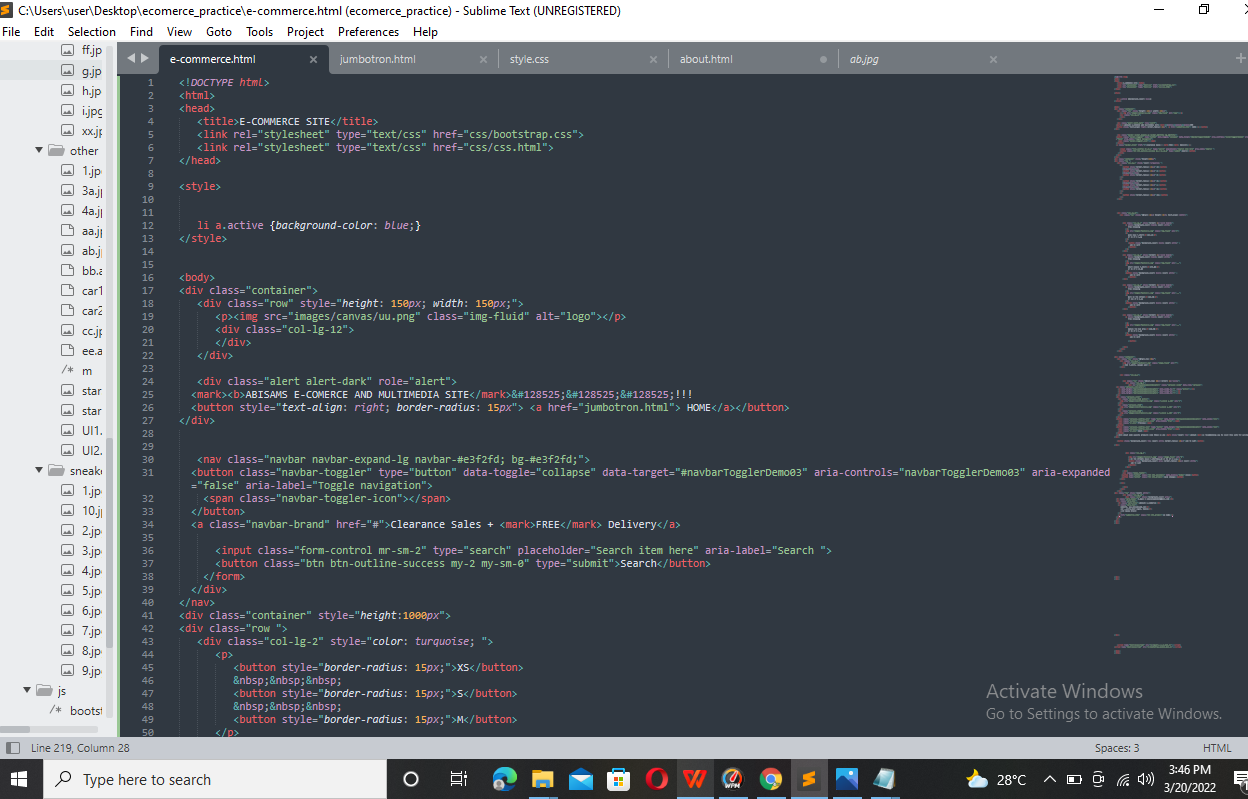 C:\Users\user\Desktop\ecomerce_practice\e-commerce.html (ecomerce_practice) - Sublime Text (UNREGISTERED)
File Edit Selection Find View Goto Tools Project Preferences Help
e-commerce.html jumbotron.html style.css about.html ab.jpg
ff.jp
g.jp
h.jp
i.jpg
xx.jp
other
1.jp
3a.j
4a.j
aa.j
ab.j
bb.a
car1
car2
cc.jp
ee.a
/* m
star
star
UI1.
UI2.
sneak
1.jp
10.j
2.jp
3.jp
4.jp
5.jp
6.jp
7.jp
8.jp
9.jp
js
/* boots
1 <!DOCTYPE html>
2 <html>
3 <head>
4 <title>E-COMMERCE SITE</title>
5 <link rel="stylesheet" type="text/css" href="css/bootstrap.css">
6 <link rel="stylesheet" type="text/css" href="css/css.html">
7 </head>
8
9 <style>
10
11
12 li a.active {background-color: blue;}
13 </style>
14
15
16 <body>
17 <div class="container">
18 <div class="row" style="height: 150px; width: 150px;">
19 <p><img src="images/canvas/uu.png" class="img-fluid" alt="logo"></p>
20 <div class="col-lg-12">
21 </div>
22 </div>
23
24 <div class="alert alert-dark" role="alert">
25 <mark><b>ABISAMS E-COMERCE AND MULTIMEDIA SITE</mark>&#128525;&#128525;&#128525;!!!
26 <button style="text-align: right; border-radius: 15px"> <a href="jumbotron.html"> HOME</a></button>
27 </div>
28
29
30 <nav class="navbar navbar-expand-lg navbar-#e3f2fd; bg-#e3f2fd;">
31 <button class="navbar-toggler" type="button" data-toggle="collapse" data-target="#navbarTogglerDemo03" aria-controls="navbarTogglerDemo03" aria-expanded
="false" aria-label="Toggle navigation">
32 <span class="navbar-toggler-icon"></span>
33 </button>
34 <a class="navbar-brand" href="#">Clearance Sales + <mark>FREE</mark> Delivery</a>
35
36 <input class="form-control mr-sm-2" type="search" placeholder="Search item here" aria-label="Search ">
37 <button class="btn btn-outline-success my-2 my-sm-0" type="submit">Search</button>
38 </form>
39 </div>
40 </nav>
41 <div class="container" style="height:1000px">
42 <div class="row ">
43 <div class="col-lg-2" style="color: turquoise; ">
44 <p>
45 <button style="border-radius: 15px;">XS</button>
46 &nbsp;&nbsp;&nbsp;
47 <button style="border-radius: 15px;">S</button>
48 &nbsp;&nbsp;&nbsp;
49 <button style="border-radius: 15px;">M</button>
50 </p>
Activate Windows
Go to Settings to activate Windows.
Line 219, Column 28 Spaces: 3 HTML
Type here to search 28°C 3:46 PM
3/20/2022